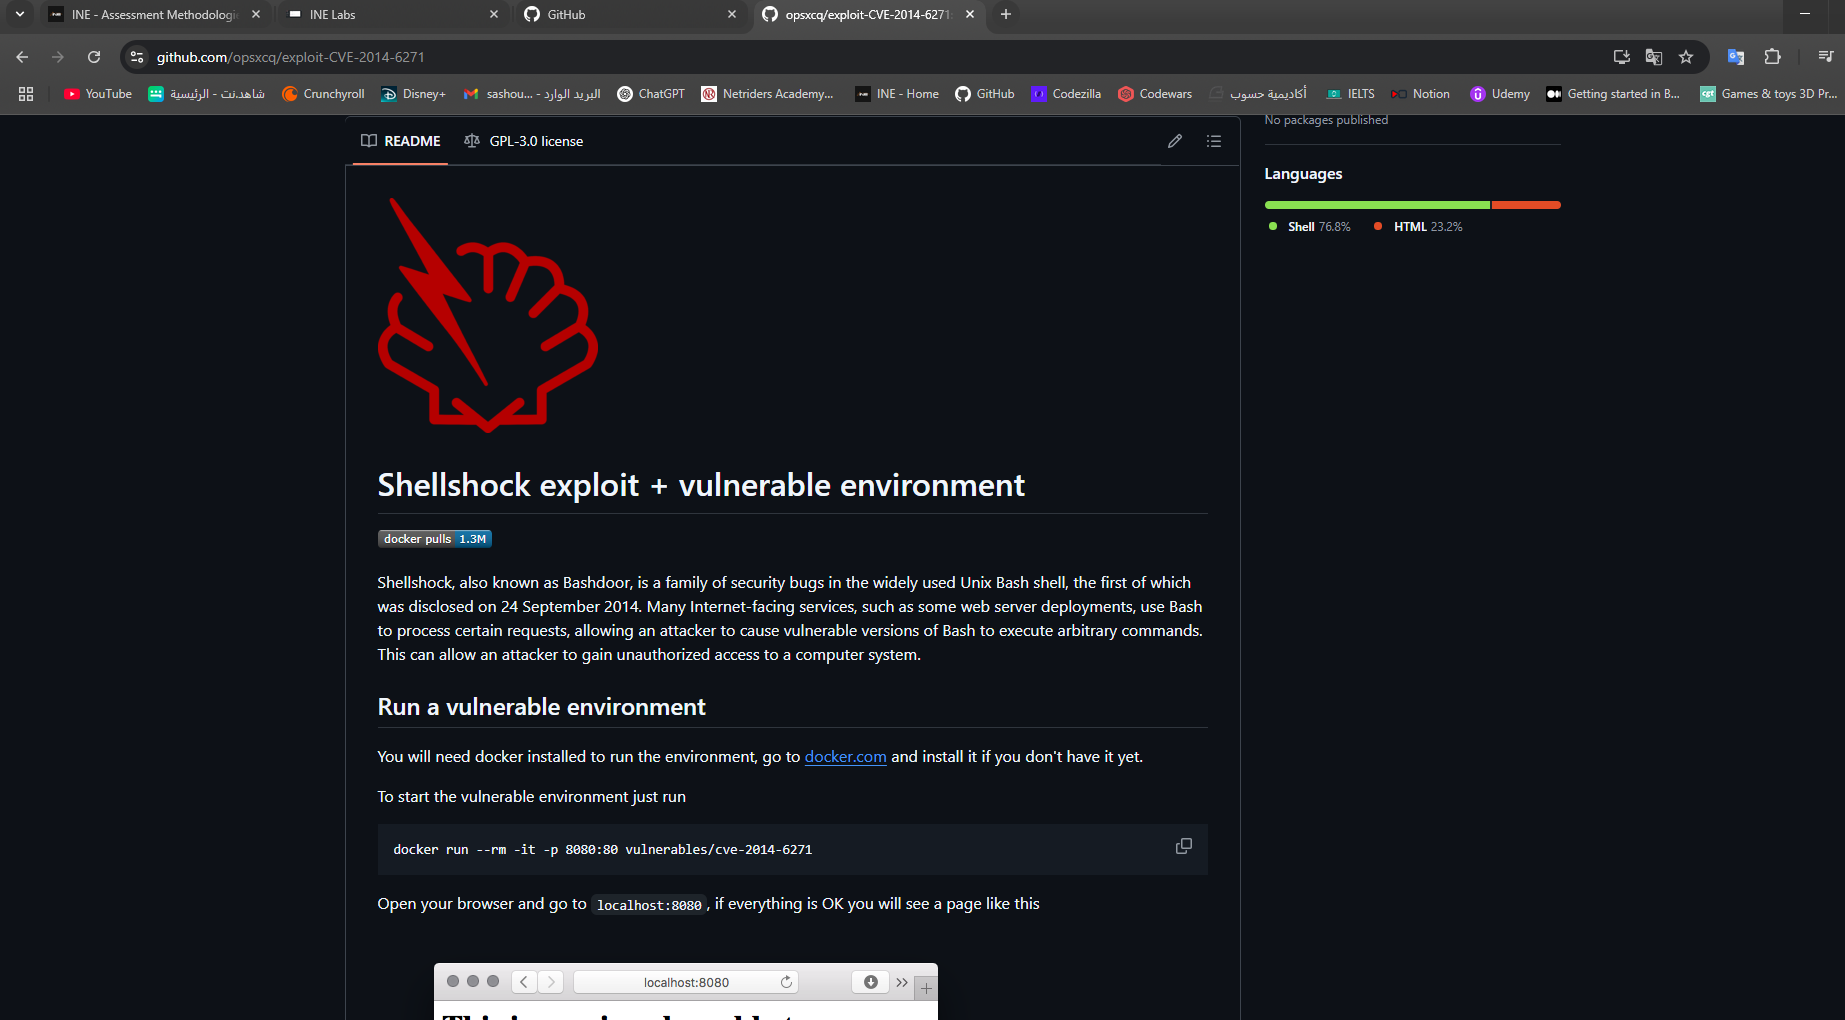 INE - Assessment Methodologi
INE Labs
GitHub
opsxcq/exploit-CVE-2014-6271:
github.com/opsxcq/exploit-CVE-2014-6271
YouTube
شاهد.نت - الرئيسية
Crunchyroll
Disney+
sashou... - البريد الوارد
ChatGPT
Netriders Academy...
INE - Home
GitHub
Codezilla
Codewars
أكاديمية حسوب
IELTS
Notion
Udemy
Getting started in B...
Games & toys 3D Pr...
No packages published
README
GPL-3.0 license
Languages
Shell 76.8%
HTML 23.2%
Shellshock exploit + vulnerable environment
docker pulls 1.3M
Shellshock, also known as Bashdoor, is a family of security bugs in the widely used Unix Bash shell, the first of which
was disclosed on 24 September 2014. Many Internet-facing services, such as some web server deployments, use Bash
to process certain requests, allowing an attacker to cause vulnerable versions of Bash to execute arbitrary commands.
This can allow an attacker to gain unauthorized access to a computer system.
Run a vulnerable environment
You will need docker installed to run the environment, go to docker.com and install it if you don't have it yet.
To start the vulnerable environment just run
docker run --rm -it -p 8080:80 vulnerables/cve-2014-6271
Open your browser and go to localhost:8080, if everything is OK you will see a page like this
localhost:8080